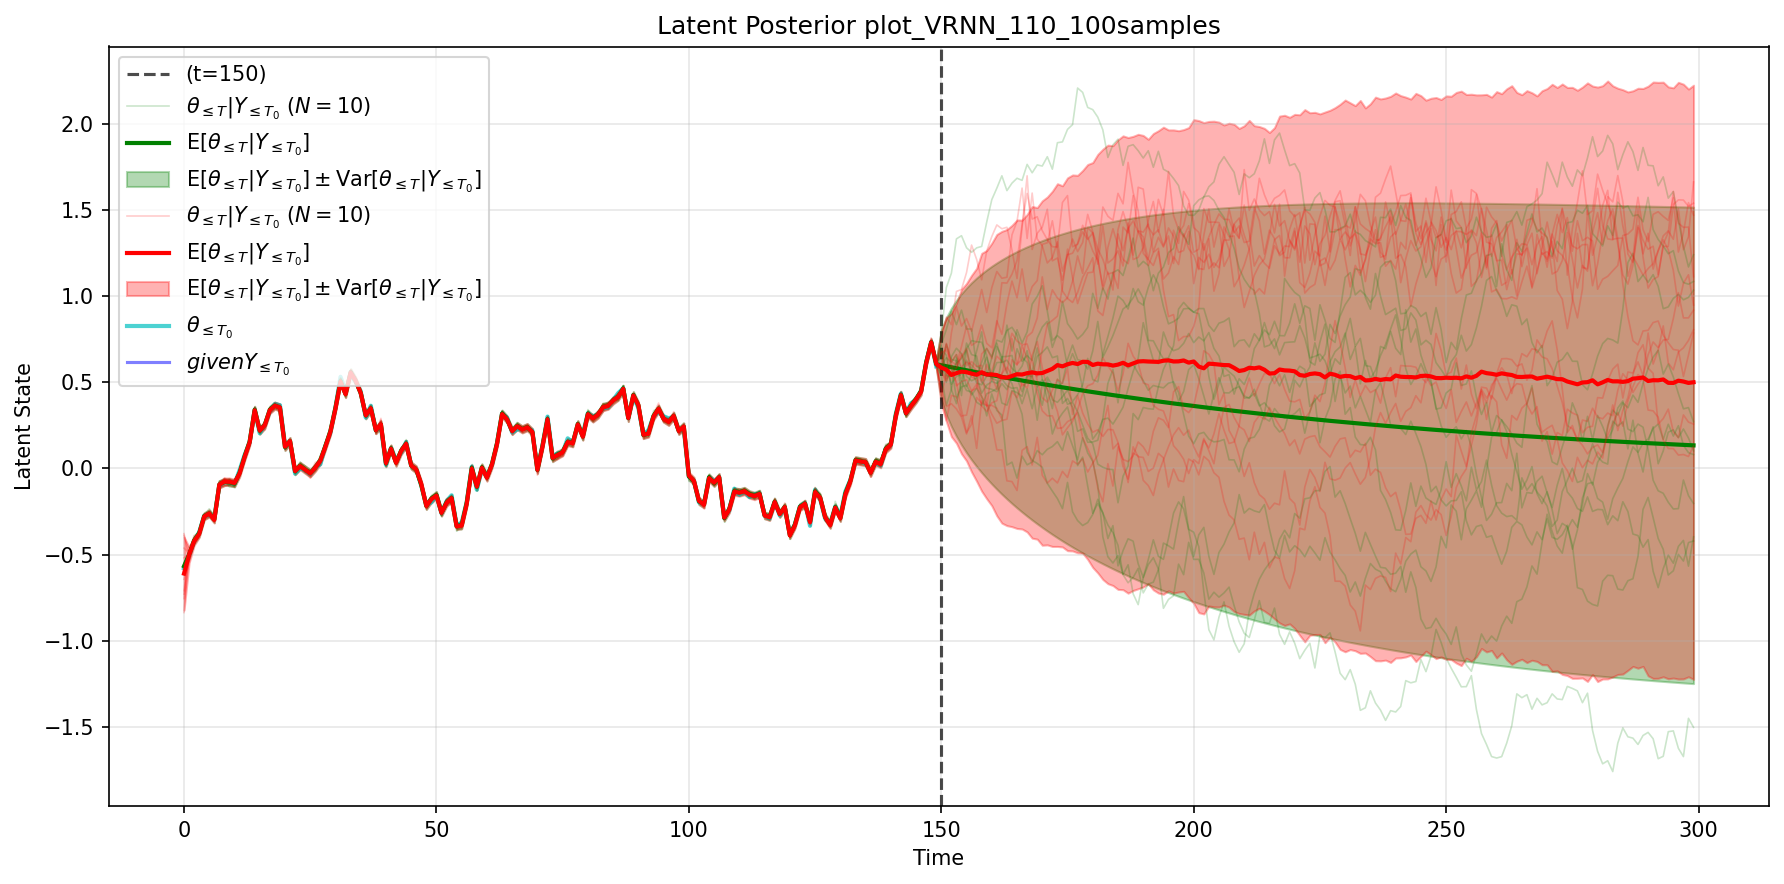 Latent Posterior plot_VRNN_110_100samples
(t=150)
θ≤T|Y≤T₀ (N = 10)
E[θ≤T|Y≤T₀]
E[θ≤T|Y≤T₀] ± Var[θ≤T|Y≤T₀]
θ≤T|Y≤T₀ (N = 10)
E[θ≤T|Y≤T₀]
E[θ≤T|Y≤T₀] ± Var[θ≤T|Y≤T₀]
θ≤T₀
givenY≤T₀
Latent State
2.0
1.5
1.0
0.5
0.0
−0.5
−1.0
−1.5
0 50 100 150 200 250 300
Time